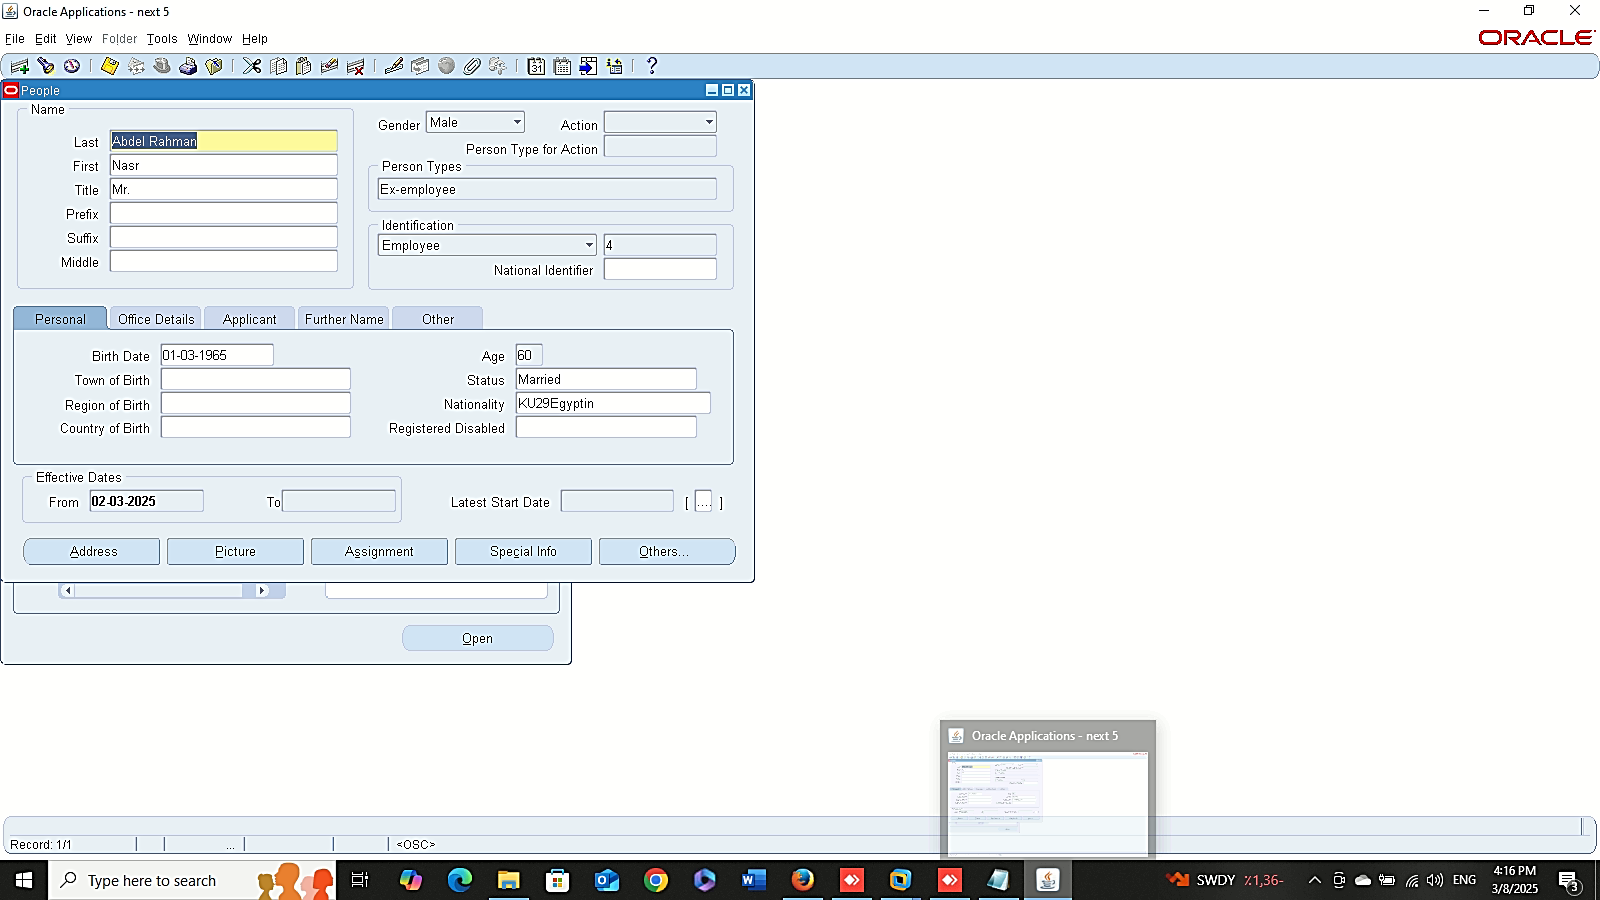 Oracle Applications - next 5
File Edit View Folder Tools Window Help
ORACLE
People
Name
Last Abdel Rahman
First Nasr
Title Mr.
Prefix
Suffix
Middle
Gender Male
Action
Person Type for Action
Person Types
Ex-employee
Identification
Employee 4
National Identifier
Personal Office Details Applicant Further Name Other
Birth Date 01-03-1965
Town of Birth
Region of Birth
Country of Birth
Age 60
Status Married
Nationality KU29Egyptin
Registered Disabled
Effective Dates
From 02-03-2025 To
Latest Start Date [ .... ]
Address Picture Assignment Special Info Others...
Open
Oracle Applications - next 5
Record: 1/1 ... <OSC>
Type here to search
SWDY ٪1,36-
ENG
4:16 PM
3/8/2025
3